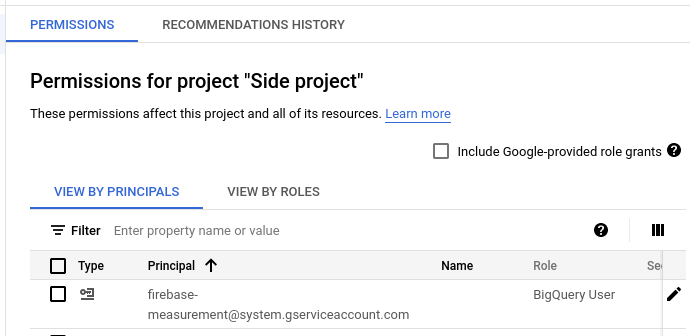 PERMISSIONS RECOMMENDATIONS HISTORY
Permissions for project "Side project"
These permissions affect this project and all of its resources. Learn more
Include Google-provided role grants ?
VIEW BY PRINCIPALS VIEW BY ROLES
Filter Enter property name or value ?
Type Principal Name Role Sec
firebase- BigQuery User
measurement@system.gserviceaccount.com